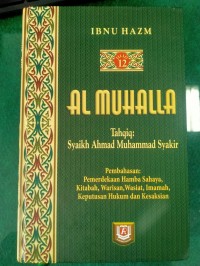 IBNU HAZM
12
AL MUHALLA
Tahqiq:
Syaikh Ahmad Muhammad Syakir
Pembahasan:
Pemerdekaan Hamba Sahaya,
Kitabah, Warisan, Wasiat, Imamah,
Keputusan Hukum dan Kesaksian